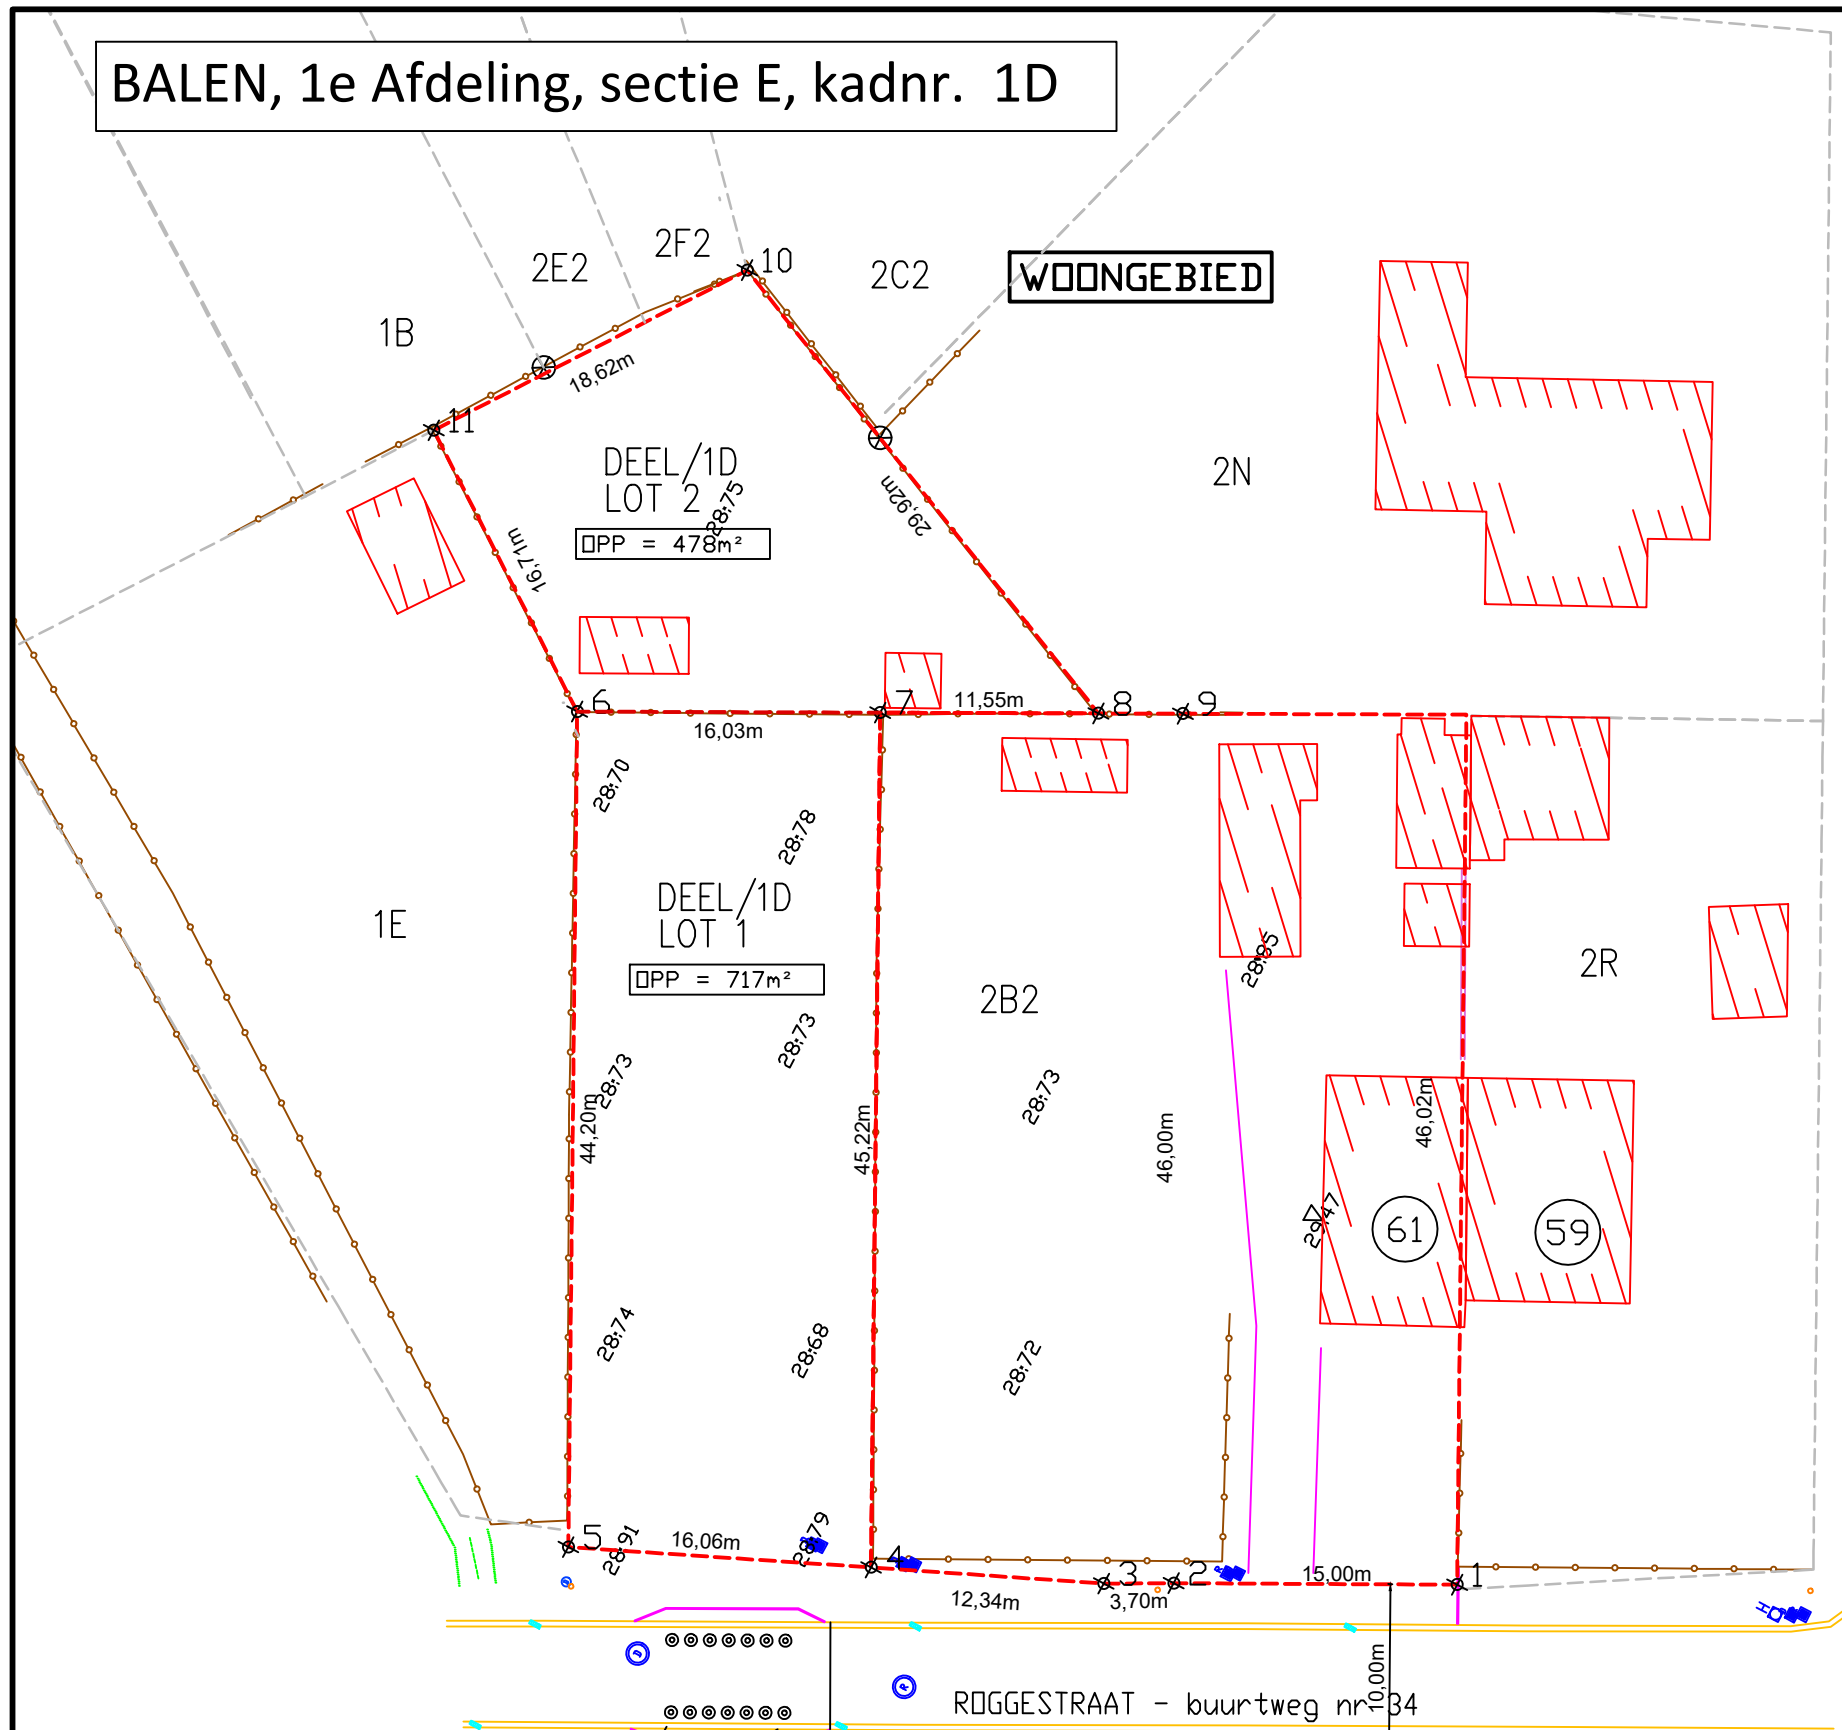 BALEN, 1e Afdeling, sectie E, kadnr. 1D
2F2
10
2E2
2C2
WOONGEBIED
1B
18,62m
11
DEEL/1D
LOT 2
28.75
OPP = 478m²
29,92m
2N
16,71m
6
7
11,55m
8
9
16,03m
28.70
28.78
DEEL/1D
LOT 1
1E
OPP = 717m²
28.85
2R
2B2
28.73
28.73
28.73
44,20m
45,22m
46,00m
46,02m
29.47
61
59
28.74
28.68
28.72
5
28.91
16,06m
28.79
4
3
2
15,00m
1
12,34m
3,70m
H
D
R
10,00m
ROGGESTRAAT - buurtweg nr 34